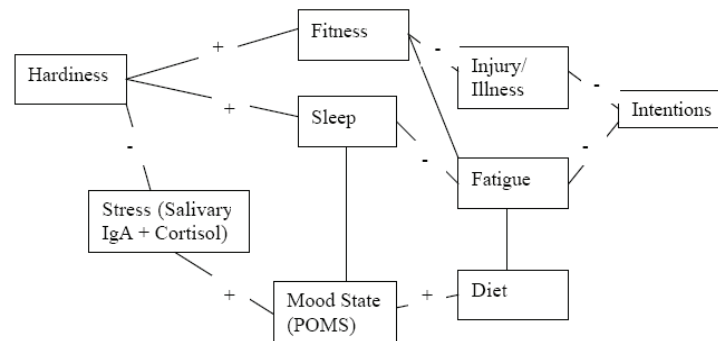 Fitness
+
-
Injury/
Illness
-
Hardiness
Intentions
+
Sleep
-
-
-
Fatigue
Stress (Salivary
IgA + Cortisol)
+
Mood State
(POMS)
+
Diet